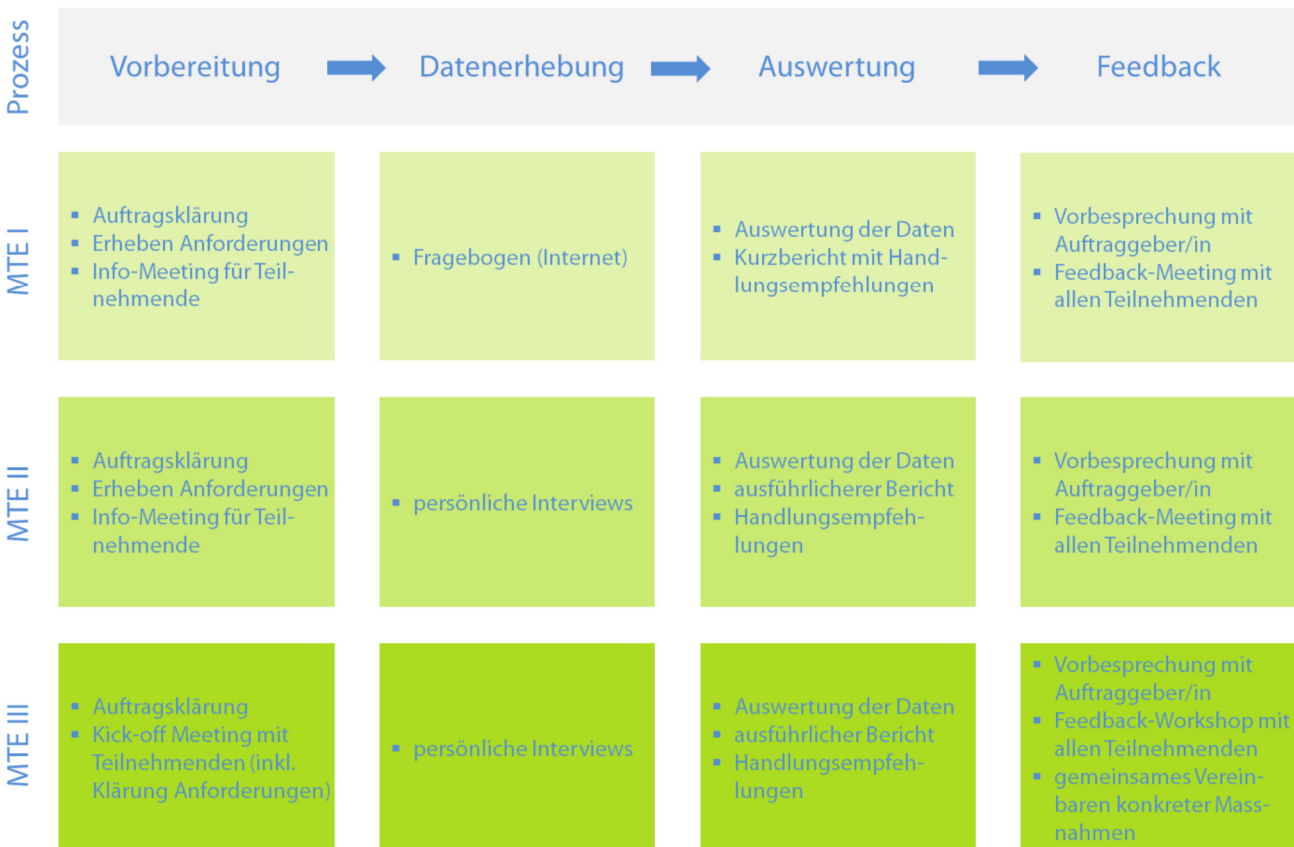 Prozess
Vorbereitung
Datenerhebung
Auswertung
Feedback
MTE I
▪ Auftragsklärung
▪ Erheben Anforderungen
▪ Info-Meeting für Teil-
nehmende
▪ Fragebogen (Internet)
▪ Auswertung der Daten
▪ Kurzbericht mit Hand-
lungsempfehlungen
▪ Vorbesprechung mit
Auftraggeber/in
▪ Feedback-Meeting mit
allen Teilnehmenden
MTE II
▪ Auftragsklärung
▪ Erheben Anforderungen
▪ Info-Meeting für Teil-
nehmende
▪ persönliche Interviews
▪ Auswertung der Daten
▪ ausführlicherer Bericht
▪ Handlungsempfeh-
lungen
▪ Vorbesprechung mit
Auftraggeber/in
▪ Feedback-Meeting mit
allen Teilnehmenden
MTE III
▪ Auftragsklärung
▪ Kick-off Meeting mit
Teilnehmenden (inkl.
Klärung Anforderungen)
▪ persönliche Interviews
▪ Auswertung der Daten
▪ ausführlicher Bericht
▪ Handlungsempfeh-
lungen
▪ Vorbesprechung mit
Auftraggeber/in
▪ Feedback-Workshop mit
allen Teilnehmenden
▪ gemeinsames Verein-
baren konkreter Mass-
nahmen